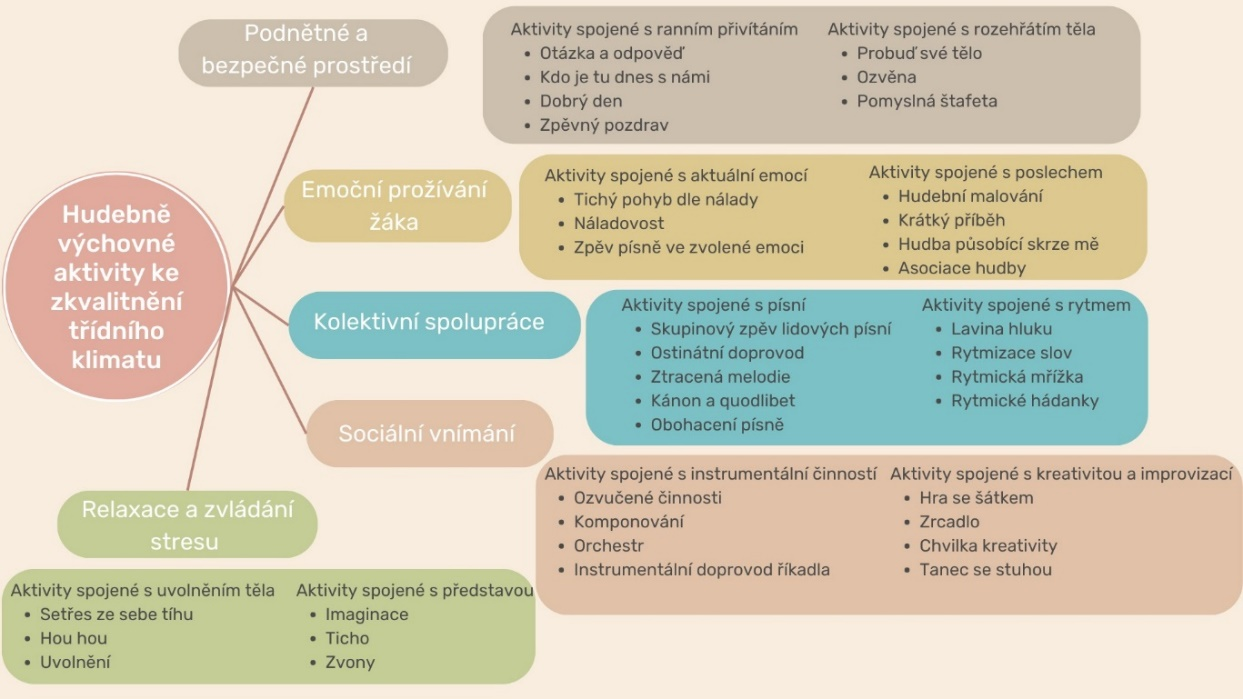 Hudebně
výchovné
aktivity ke
zkvalitnění
třídního
klimatu
Podnětné a
bezpečné prostředí
Aktivity spojené s ranním přivítáním
• Otázka a odpověď
• Kdo je tu dnes s námi
• Dobrý den
• Zpěvný pozdrav
Aktivity spojené s rozehřátím těla
• Probuď své tělo
• Ozvěna
• Pomyslná štafeta
Emoční prožívání
žáka
Aktivity spojené s aktuální emocí
• Tichý pohyb dle nálady
• Náladovost
• Zpěv písně ve zvolené emoci
Aktivity spojené s poslechem
• Hudební malování
• Krátký příběh
• Hudba působící skrze mě
• Asociace hudby
Kolektivní spolupráce
Aktivity spojené s písní
• Skupinový zpěv lidových písní
• Ostinátní doprovod
• Ztracená melodie
• Kánon a quodlibet
• Obohacení písně
Aktivity spojené s rytmem
• Lavina hluku
• Rytmizace slov
• Rytmická mřížka
• Rytmické hádanky
Sociální vnímání
Aktivity spojené s instrumentální činností
• Ozvučené činnosti
• Komponování
• Orchestr
• Instrumentální doprovod říkadla
Aktivity spojené s kreativitou a improvizací
• Hra se šátkem
• Zrcadlo
• Chvilka kreativity
• Tanec se stuhou
Relaxace a zvládání
stresu
Aktivity spojené s uvolněním těla
• Setřes ze sebe tíhu
• Hou hou
• Uvolnění
Aktivity spojené s představou
• Imaginace
• Ticho
• Zvony